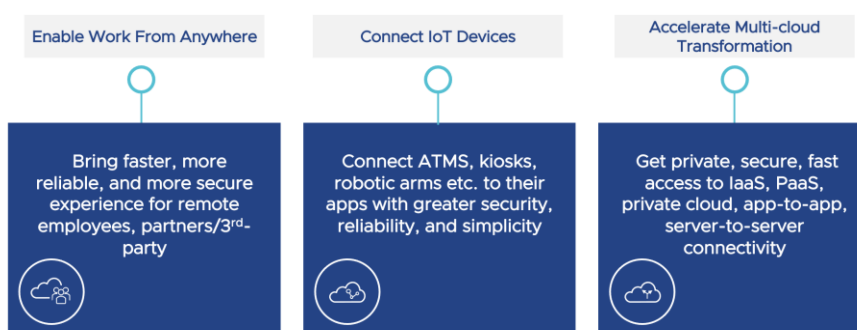 Enable Work From Anywhere
Connect IoT Devices
Accelerate Multi-cloud
Transformation
Bring faster, more
reliable, and more secure
experience for remote
employees, partners/3rd-
party
Connect ATMS, kiosks,
robotic arms etc. to their
apps with greater security,
reliability, and simplicity
Get private, secure, fast
access to IaaS, PaaS,
private cloud, app-to-app,
server-to-server
connectivity